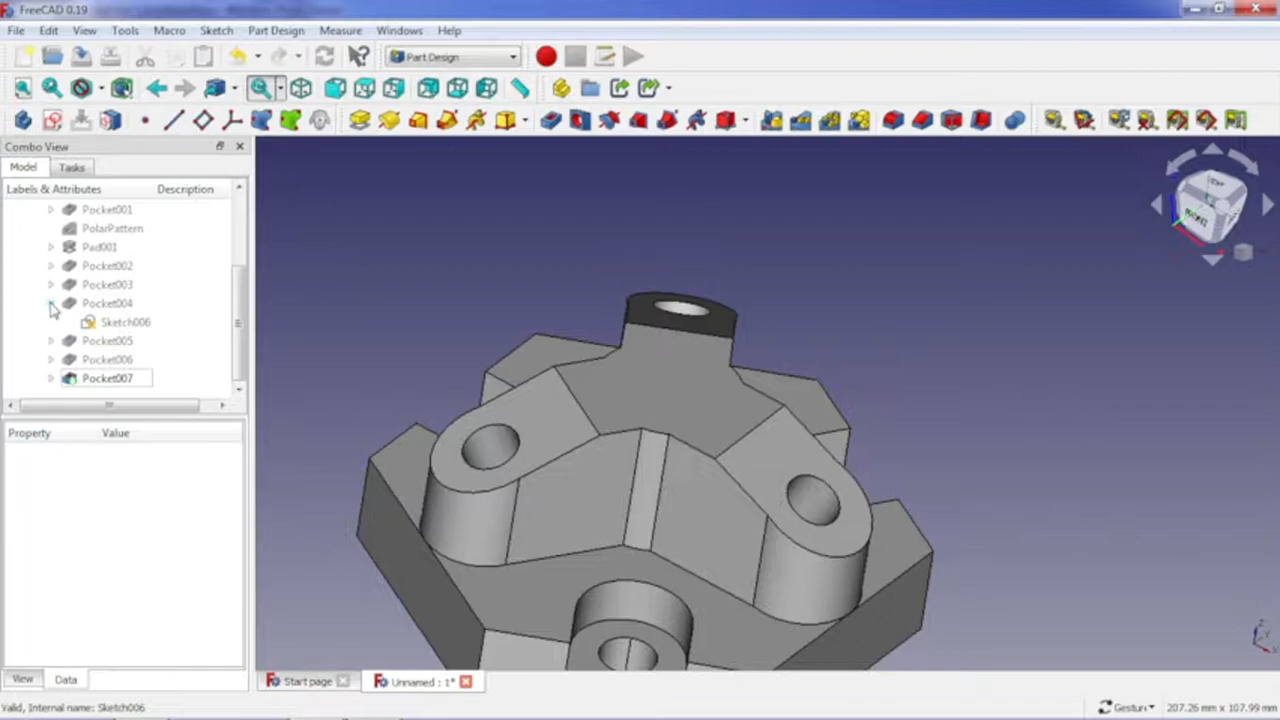 FreeCAD 0.19
File Edit View Tools Macro Sketch Part Design Measure Windows Help
Part Design
Combo View
Model Tasks
Labels & Attributes Description
Pocket001
PolarPattern
Pad001
Pocket002
Pocket003
Pocket004
Sketch006
Pocket005
Pocket006
Pocket007
Property Value
View Data
Start page
Unnamed : 1*
Valid, Internal name: Sketch006
Gesture
207.26 mm x 107.99 mm